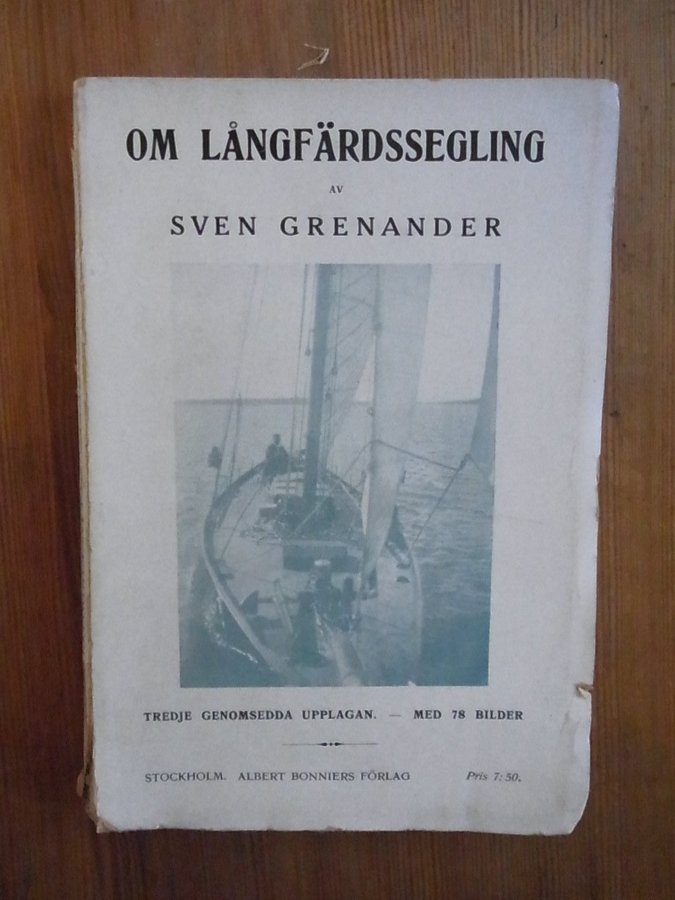 OM LÅNGFÄRDSSEGLING
AV
SVEN GRENANDER
TREDJE GENOMSEDDA UPPLAGAN. — MED 78 BILDER
STOCKHOLM. ALBERT BONNIERS FÖRLAG Pris 7: 50.